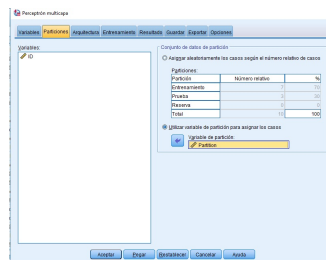 Perceptrón multicapa
Variables Particiones Arquitectura Entrenamiento Resultado Guardar Exportar Opciones
Variables:
ID
Conjunto de datos de partición
Asignar aleatoriamente los casos según el número relativo de casos
Particiones:
Partición Número relativo %
Entrenamiento 7 70
Prueba 3 30
Reserva 0 0
Total 10 100
Utilizar variable de partición para asignar los casos
Variable de partición:
Partition
Aceptar Pegar Restablecer Cancelar Ayuda